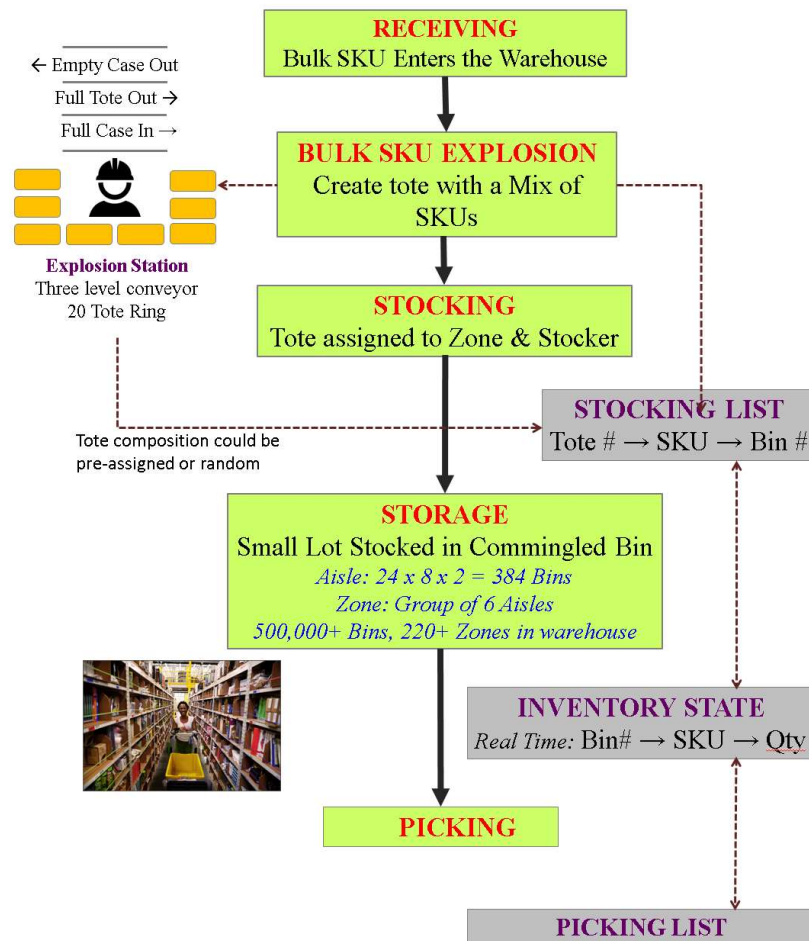 RECEIVING
Bulk SKU Enters the Warehouse
← Empty Case Out
Full Tote Out →
Full Case In →
BULK SKU EXPLOSION
Create tote with a Mix of
SKUs
Explosion Station
Three level conveyor
20 Tote Ring
STOCKING
Tote assigned to Zone & Stocker
Tote composition could be
pre-assigned or random
STOCKING LIST
Tote # → SKU → Bin #
STORAGE
Small Lot Stocked in Commingled Bin
Aisle: 24 x 8 x 2 = 384 Bins
Zone: Group of 6 Aisles
500,000+ Bins, 220+ Zones in warehouse
INVENTORY STATE
Real Time: Bin# → SKU → Qty
PICKING
PICKING LIST